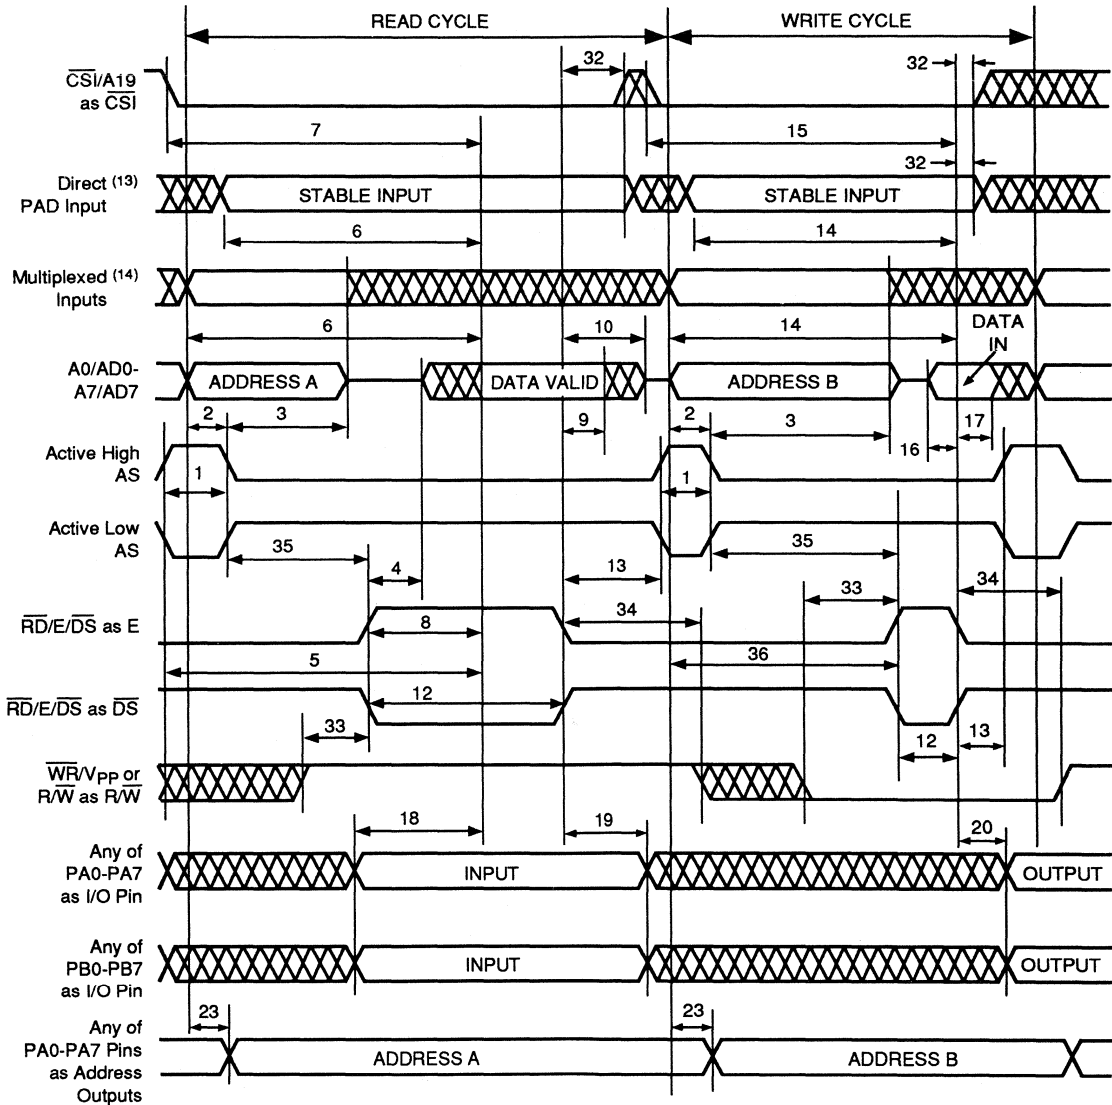 READ CYCLE
WRITE CYCLE
32
32
CSI/A19
as CSI
7
15
32
Direct (13)
PAD Input
STABLE INPUT
STABLE INPUT
6
14
Multiplexed (14)
Inputs
6
10
14
DATA
IN
A0/AD0-
A7/AD7
ADDRESS A
DATA VALID
ADDRESS B
2
3
9
2
3
16
17
Active High
AS
1
1
Active Low
AS
35
4
13
35
33
34
RD/E/DS as E
8
34
5
36
RD/E/DS as DS
12
33
12
13
WR/VPP or
R/W as R/W
18
19
20
Any of
PA0-PA7
as I/O Pin
INPUT
OUTPUT
Any of
PB0-PB7
as I/O Pin
INPUT
OUTPUT
23
23
Any of
PA0-PA7 Pins
as Address
Outputs
ADDRESS A
ADDRESS B